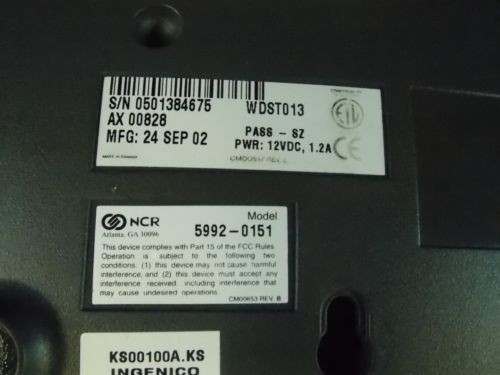 S/N 0501384675 WDST013
AX 00828
MFG: 24 SEP 02
PASS - SZ
PWR: 12VDC, 1.2A
CE
NCR
Atlanta, GA 30096
Model
5992-0151
This device complies with Part 15 of the FCC Rules
Operation is subject to the following two
conditions: (1) this device may not cause harmful
interference, and (2) this device must accept any
interference received, including interference that
may cause undesired operations.
CM00653 REV. B
KS00100A.KS
INGENICO